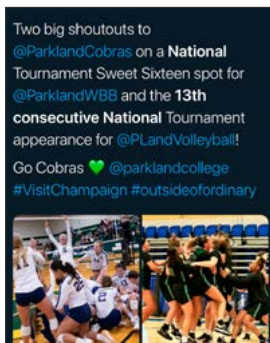 Two big shoutouts to
@ParklandCobras on a National
Tournament Sweet Sixteen spot for
@ParklandWBB and the 13th
consecutive National Tournament
appearance for @PLandVolleyball!
Go Cobras 💚 @parklandcollege
#VisitChampaign #outsideofordinary